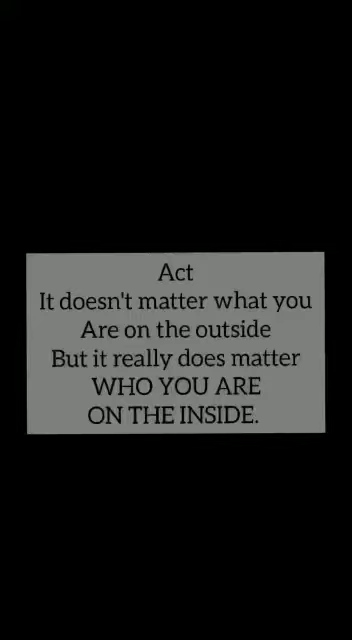 Act
It doesn't matter what you
Are on the outside
But it really does matter
WHO YOU ARE
ON THE INSIDE.